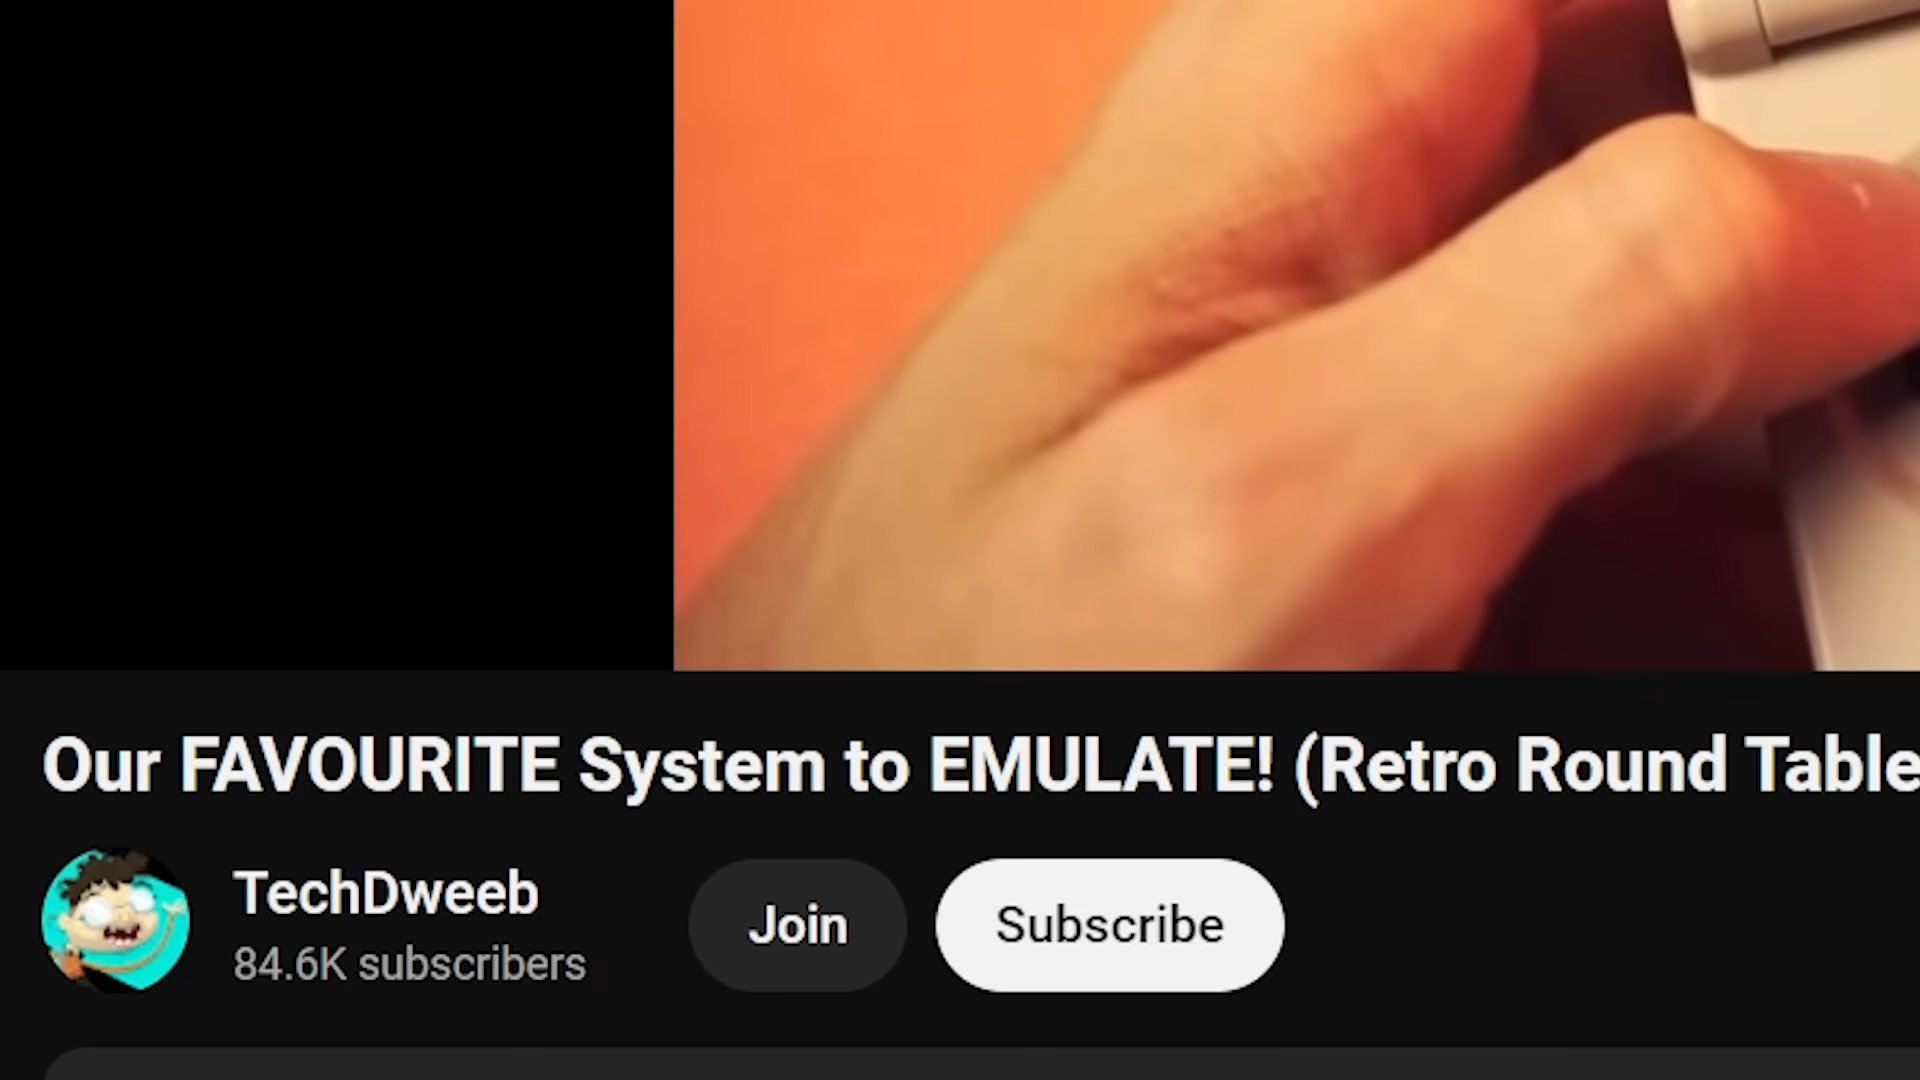 Our FAVOURITE System to EMULATE! (Retro Round Table
TechDweeb
84.6K subscribers
Join
Subscribe